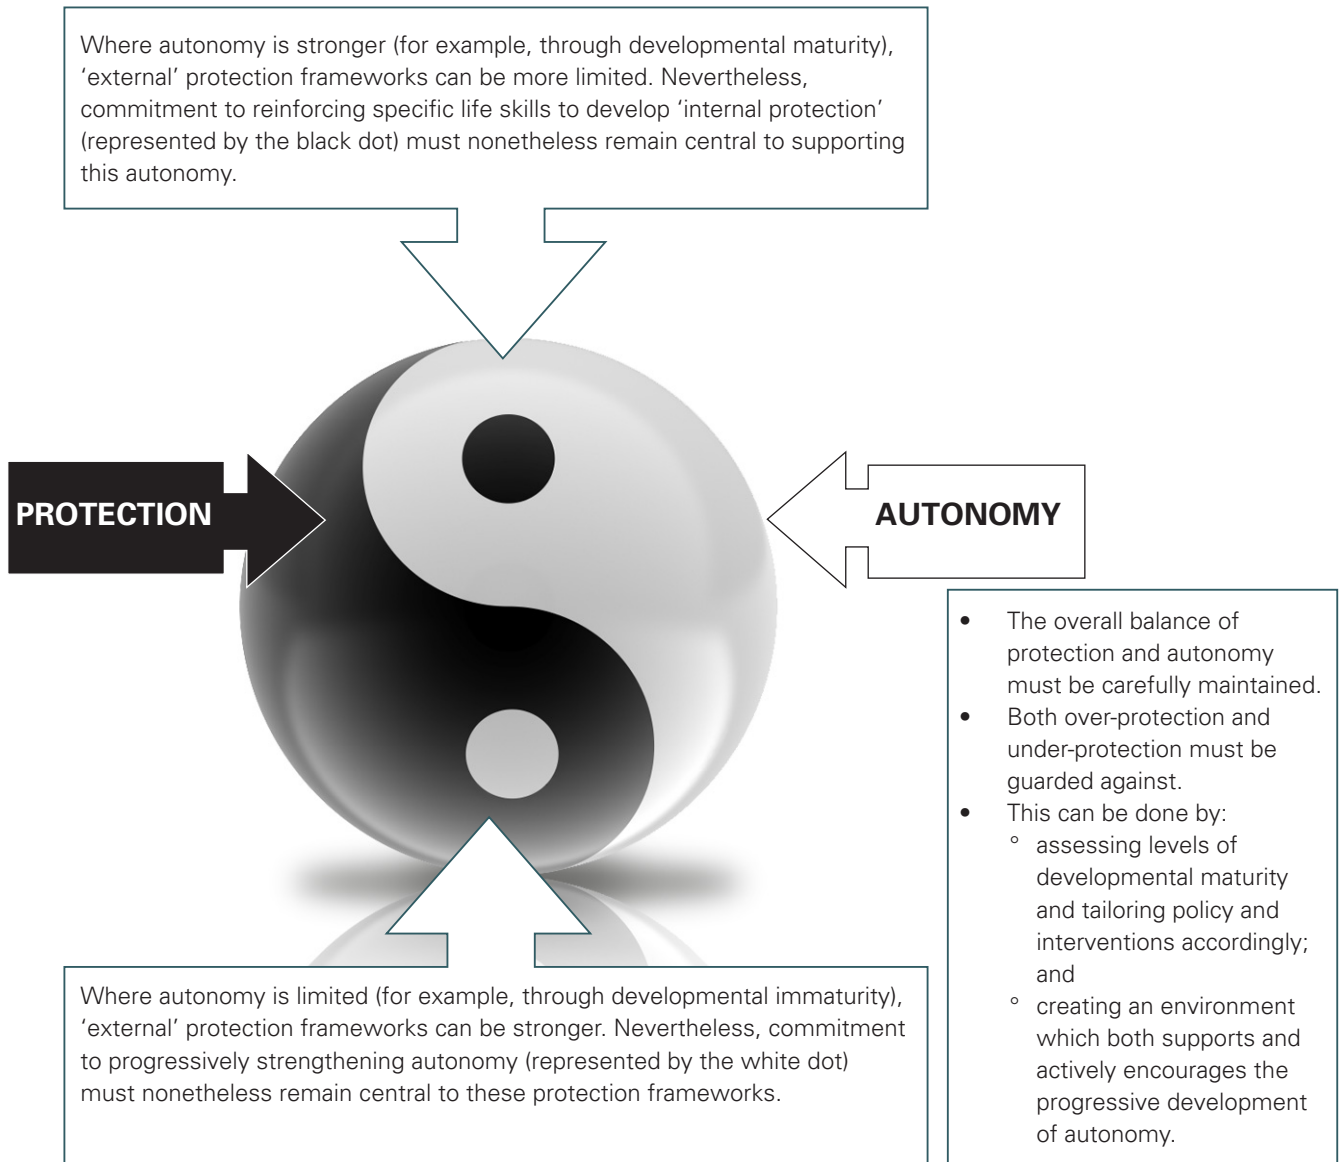 Where autonomy is stronger (for example, through developmental maturity),
‘external’ protection frameworks can be more limited. Nevertheless,
commitment to reinforcing specific life skills to develop ‘internal protection’
(represented by the black dot) must nonetheless remain central to supporting
this autonomy.
PROTECTION
AUTONOMY
• The overall balance of
protection and autonomy
must be carefully maintained.
• Both over-protection and
under-protection must be
guarded against.
• This can be done by:
° assessing levels of
developmental maturity
and tailoring policy and
interventions accordingly;
and
° creating an environment
which both supports and
actively encourages the
progressive development
of autonomy.
Where autonomy is limited (for example, through developmental immaturity),
‘external’ protection frameworks can be stronger. Nevertheless, commitment
to progressively strengthening autonomy (represented by the white dot)
must nonetheless remain central to these protection frameworks.